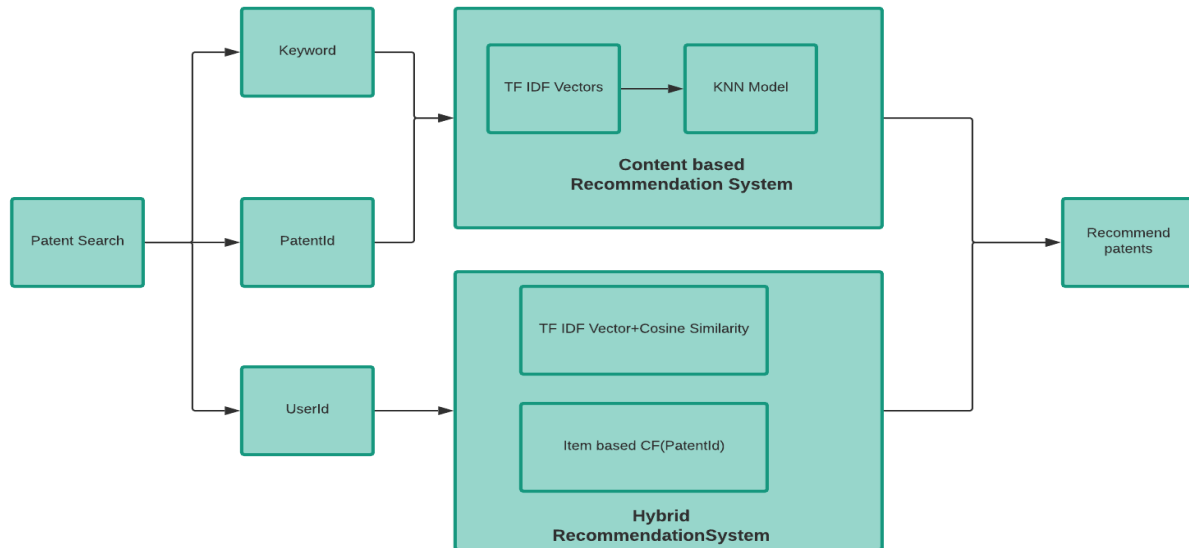 Keyword
TF IDF Vectors
KNN Model
Content based
Recommendation System
Patent Search
PatentId
Recommend
patents
TF IDF Vector+Cosine Similarity
UserId
Item based CF(PatentId)
Hybrid
RecommendationSystem